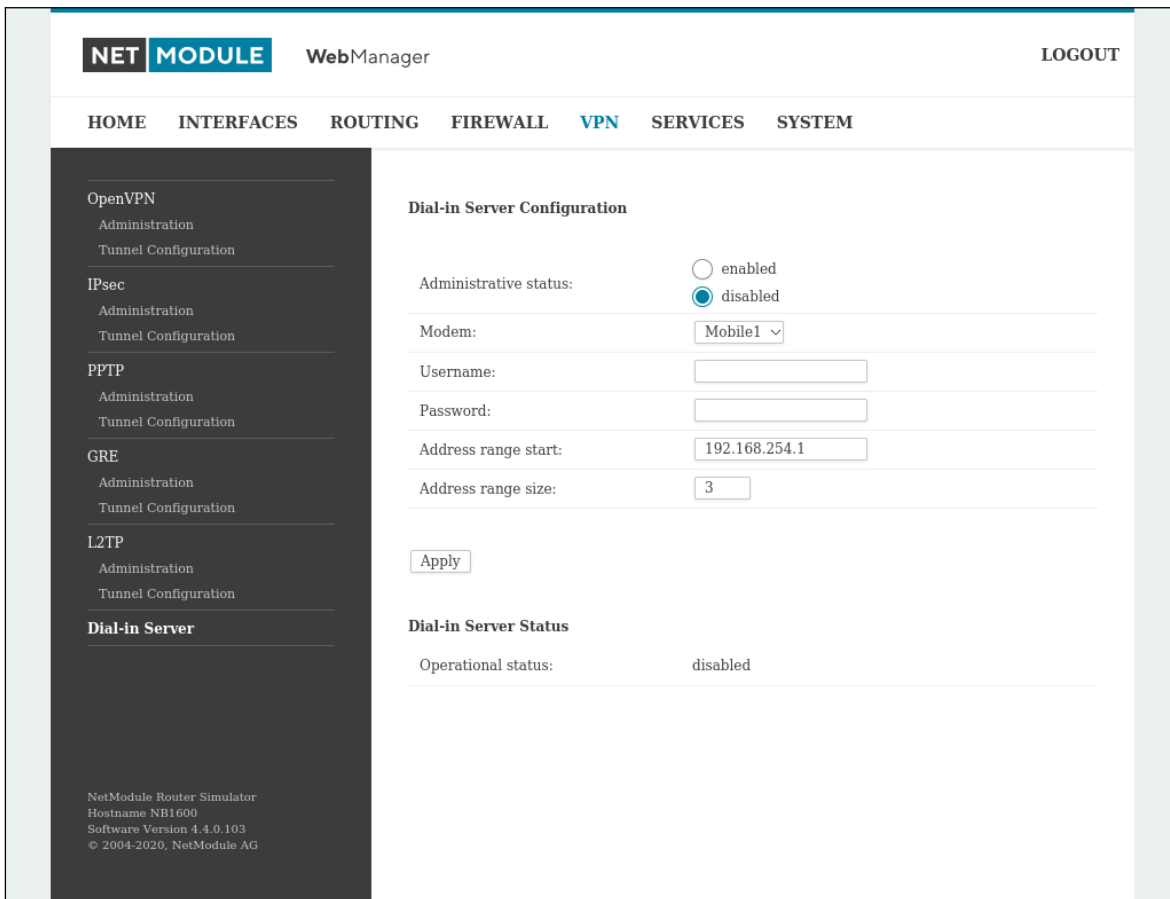 NET MODULE WebManager LOGOUT
HOME INTERFACES ROUTING FIREWALL VPN SERVICES SYSTEM
OpenVPN
Administration
Tunnel Configuration
IPsec
Administration
Tunnel Configuration
PPTP
Administration
Tunnel Configuration
GRE
Administration
Tunnel Configuration
L2TP
Administration
Tunnel Configuration
Dial-in Server
NetModule Router Simulator
Hostname NB1600
Software Version 4.4.0.103
© 2004-2020, NetModule AG
Dial-in Server Configuration
Administrative status:
enabled
disabled
Modem: Mobile1
Username:
Password:
Address range start: 192.168.254.1
Address range size: 3
Apply
Dial-in Server Status
Operational status: disabled